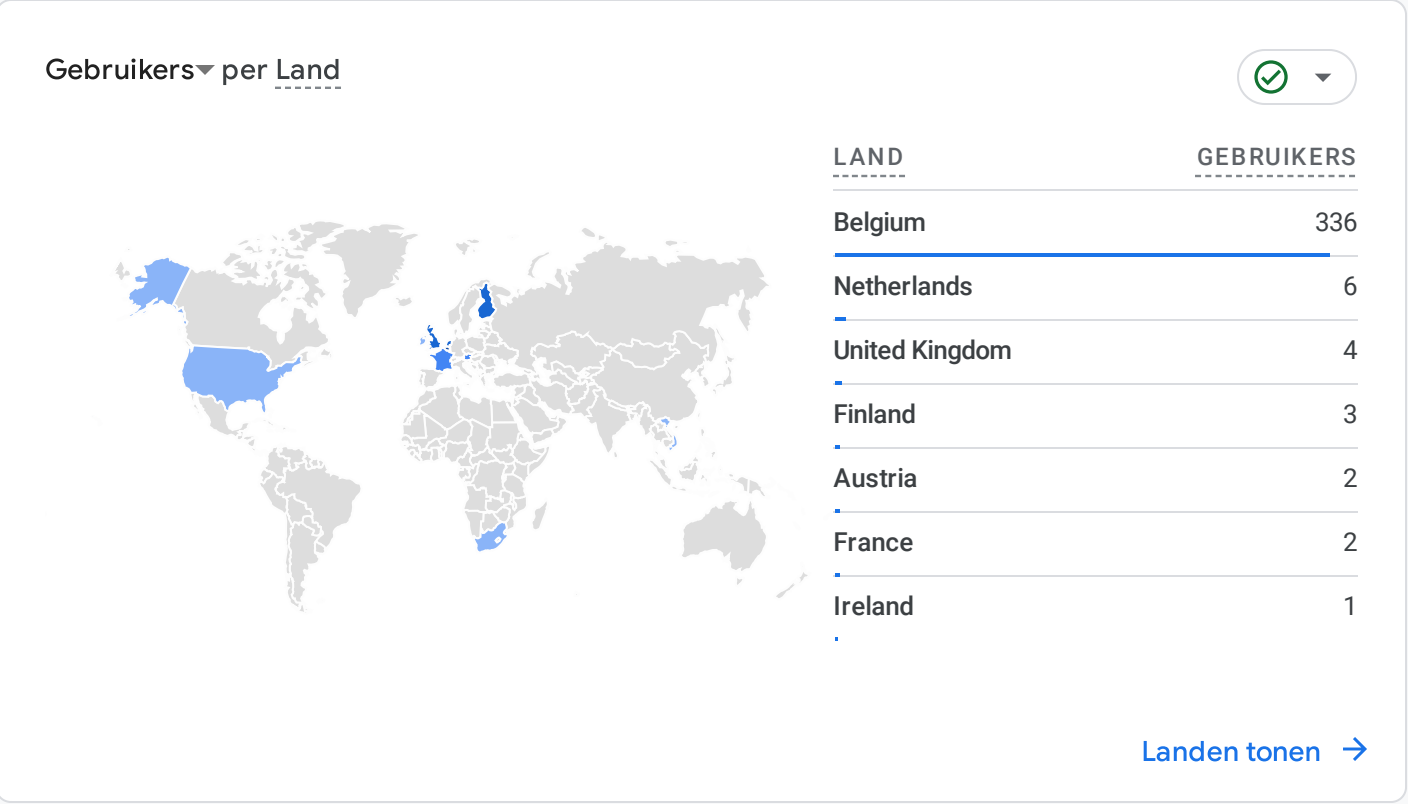 Gebruikers per Land
LAND GEBRUIKERS
Belgium 336
Netherlands 6
United Kingdom 4
Finland 3
Austria 2
France 2
Ireland 1
Landen tonen